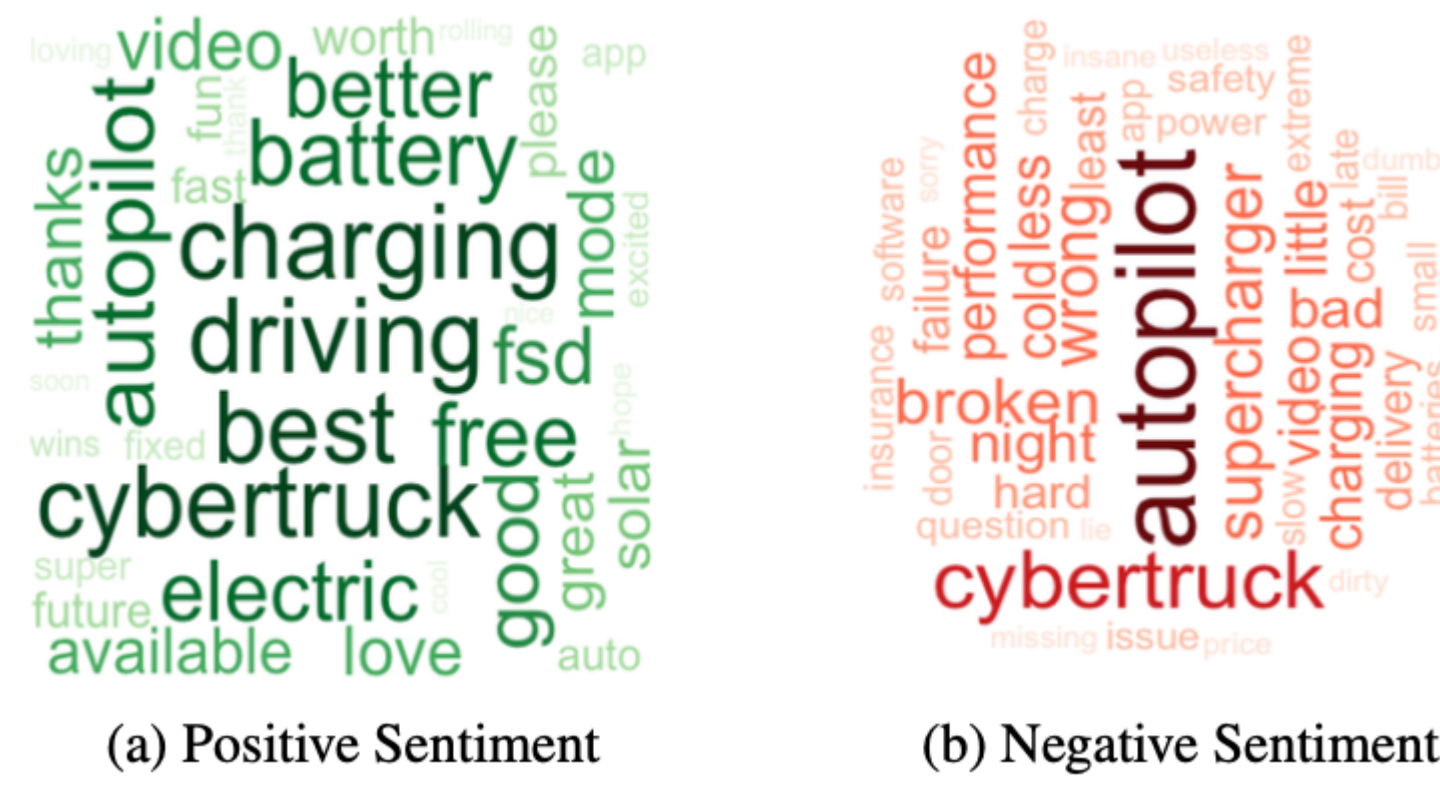 loving video worth rolling please app
better
fun thank
autopilot
battery
thanks
fast
mode
charging
excited
driving
nice
fsd
soon
hope
best free
wins fixed
solar
cybertruck
good
great
super
electric
cool
future
available love
auto
(a) Positive Sentiment
charge insane useless extreme
performance
safety
app power
least
late
dumb
sorry
software
autopilot
less
bill
supercharger
little
cost
wrong
cold
failure
small
bad
insurance
video
charging
delivery
batteries
broken
night
door
hard
slow
question lie
cybertruck
dirty
missing issue price
(b) Negative Sentiment